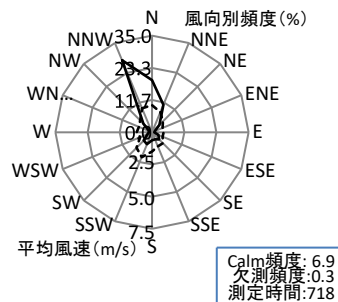 N 風向別頻度(%)
35.0
NNW NNE
NW 23.3 NE
WN... 11.7 ENE
W 0.0 E
WSW 2.5 ESE
SW 5.0 SE
SSW SSE
7.5
平均風速(m/s) S
Calm頻度: 6.9
欠測頻度:0.3
測定時間:718